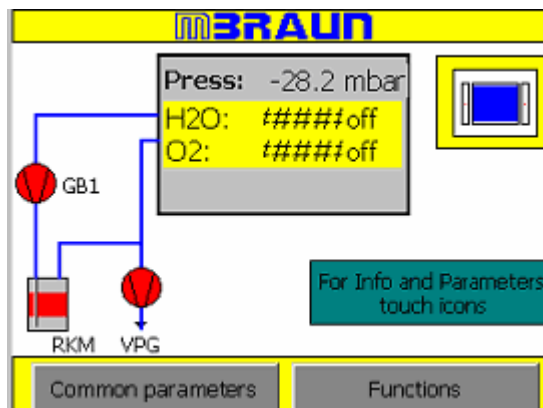 mBRAUN
Press: -28.2 mbar
H2O: ####off
O2: ####off
GB1
For Info and Parameters
touch icons
RKM VPG
Common parameters Functions